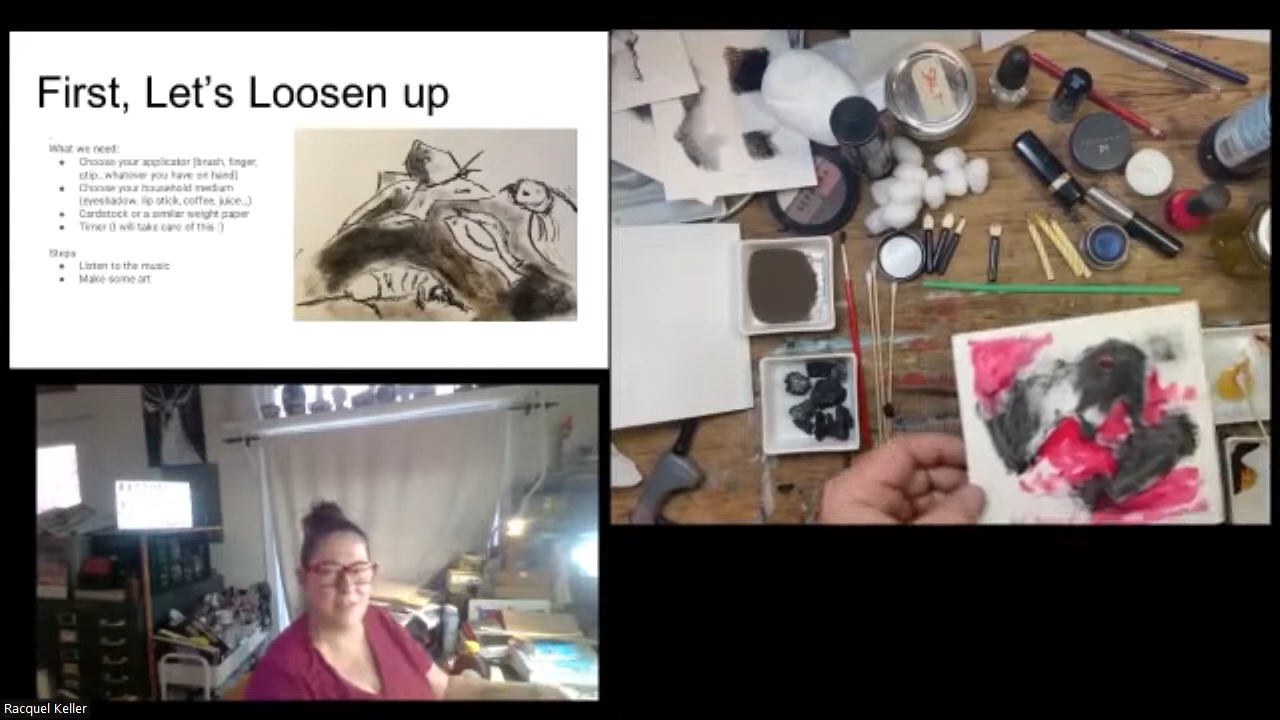 First, Let's Loosen up
What we need:
Choose your applicator (brush, finger,
qtip...whatever you have on hand)
Choose your household medium
(eyeshadow, lip stick, coffee, juice...)
Cardstock or a similar weight paper
Timer (I will take care of this :)
Steps
Listen to the music
Make some art
Racquel Keller